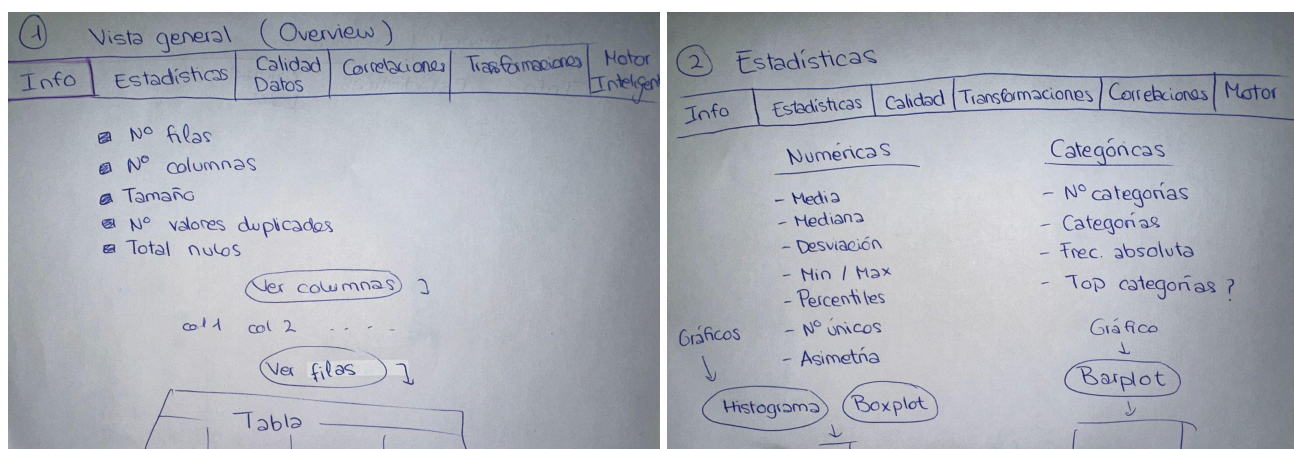 1 Vista general (Overview)
Info Estadísticas Calidad Datos Correlaciones Trasformaciones Motor Inteligen
Nº filas
Nº columnas
Tamaño
Nº valores duplicados
Total nulos
Ver columnas
col 1 col 2 .....
Ver filas
Tabla
2 Estadísticas
Info Estadísticas Calidad Transformaciones Correlaciones Motor
Numéricas
- Media
- Mediana
- Desviación
- Min / Max
- Percentiles
- Nº únicos
- Asimetría
Gráficos
Histograma Boxplot
Categóricas
- Nº categorías
- Categorías
- Frec. absoluta
- Top categorías ?
Gráfico
Barplot